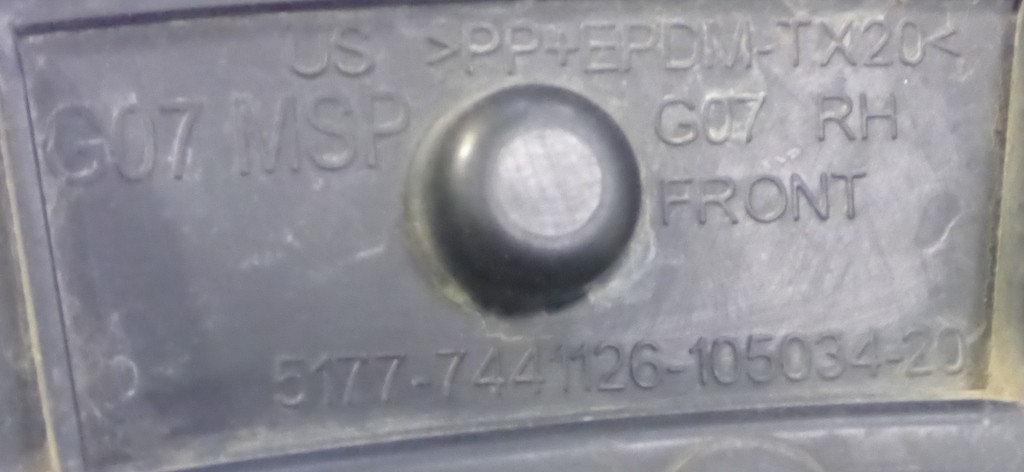 US >PP+EPDM-TX20<
G07 MSP
G07 RH
FRONT
5177-7441126-105034-20